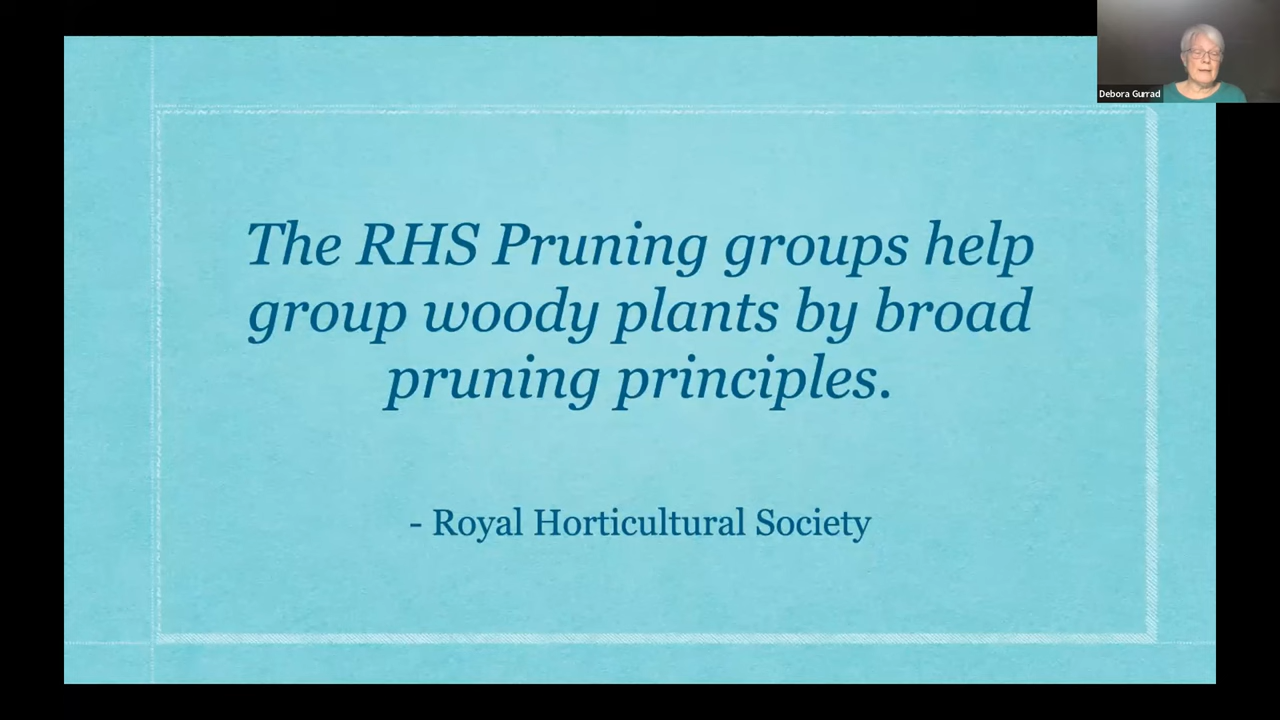 Debora Gurrad
The RHS Pruning groups help
group woody plants by broad
pruning principles.
- Royal Horticultural Society